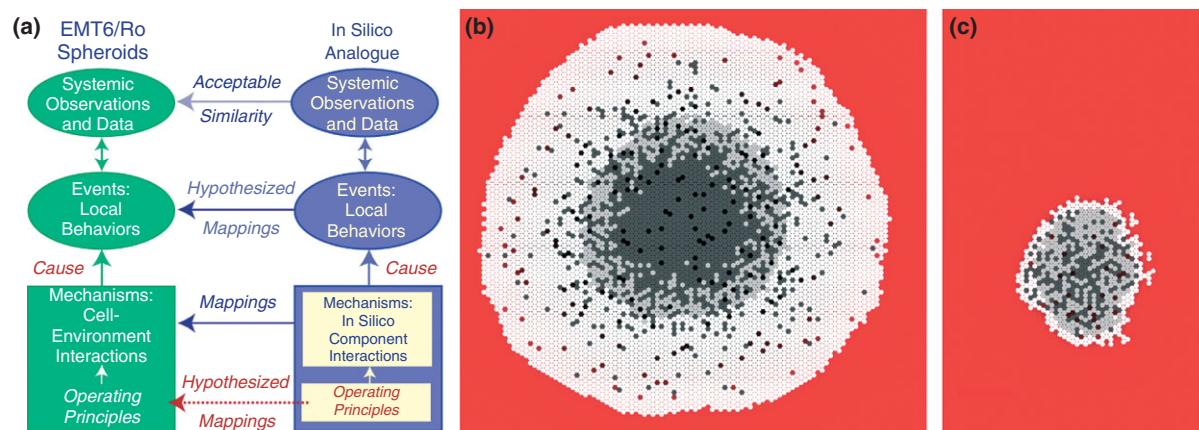 (a)
EMT6/Ro
Spheroids
In Silico
Analogue
Systemic
Observations
and Data
Acceptable
Similarity
Systemic
Observations
and Data
Events:
Local
Behaviors
Hypothesized
Mappings
Events:
Local
Behaviors
Cause
Cause
Mechanisms:
Cell-
Environment
Interactions
Mappings
Mechanisms:
In Silico
Component
Interactions
Operating
Principles
Hypothesized
Mappings
Operating
Principles
(b)
(c)